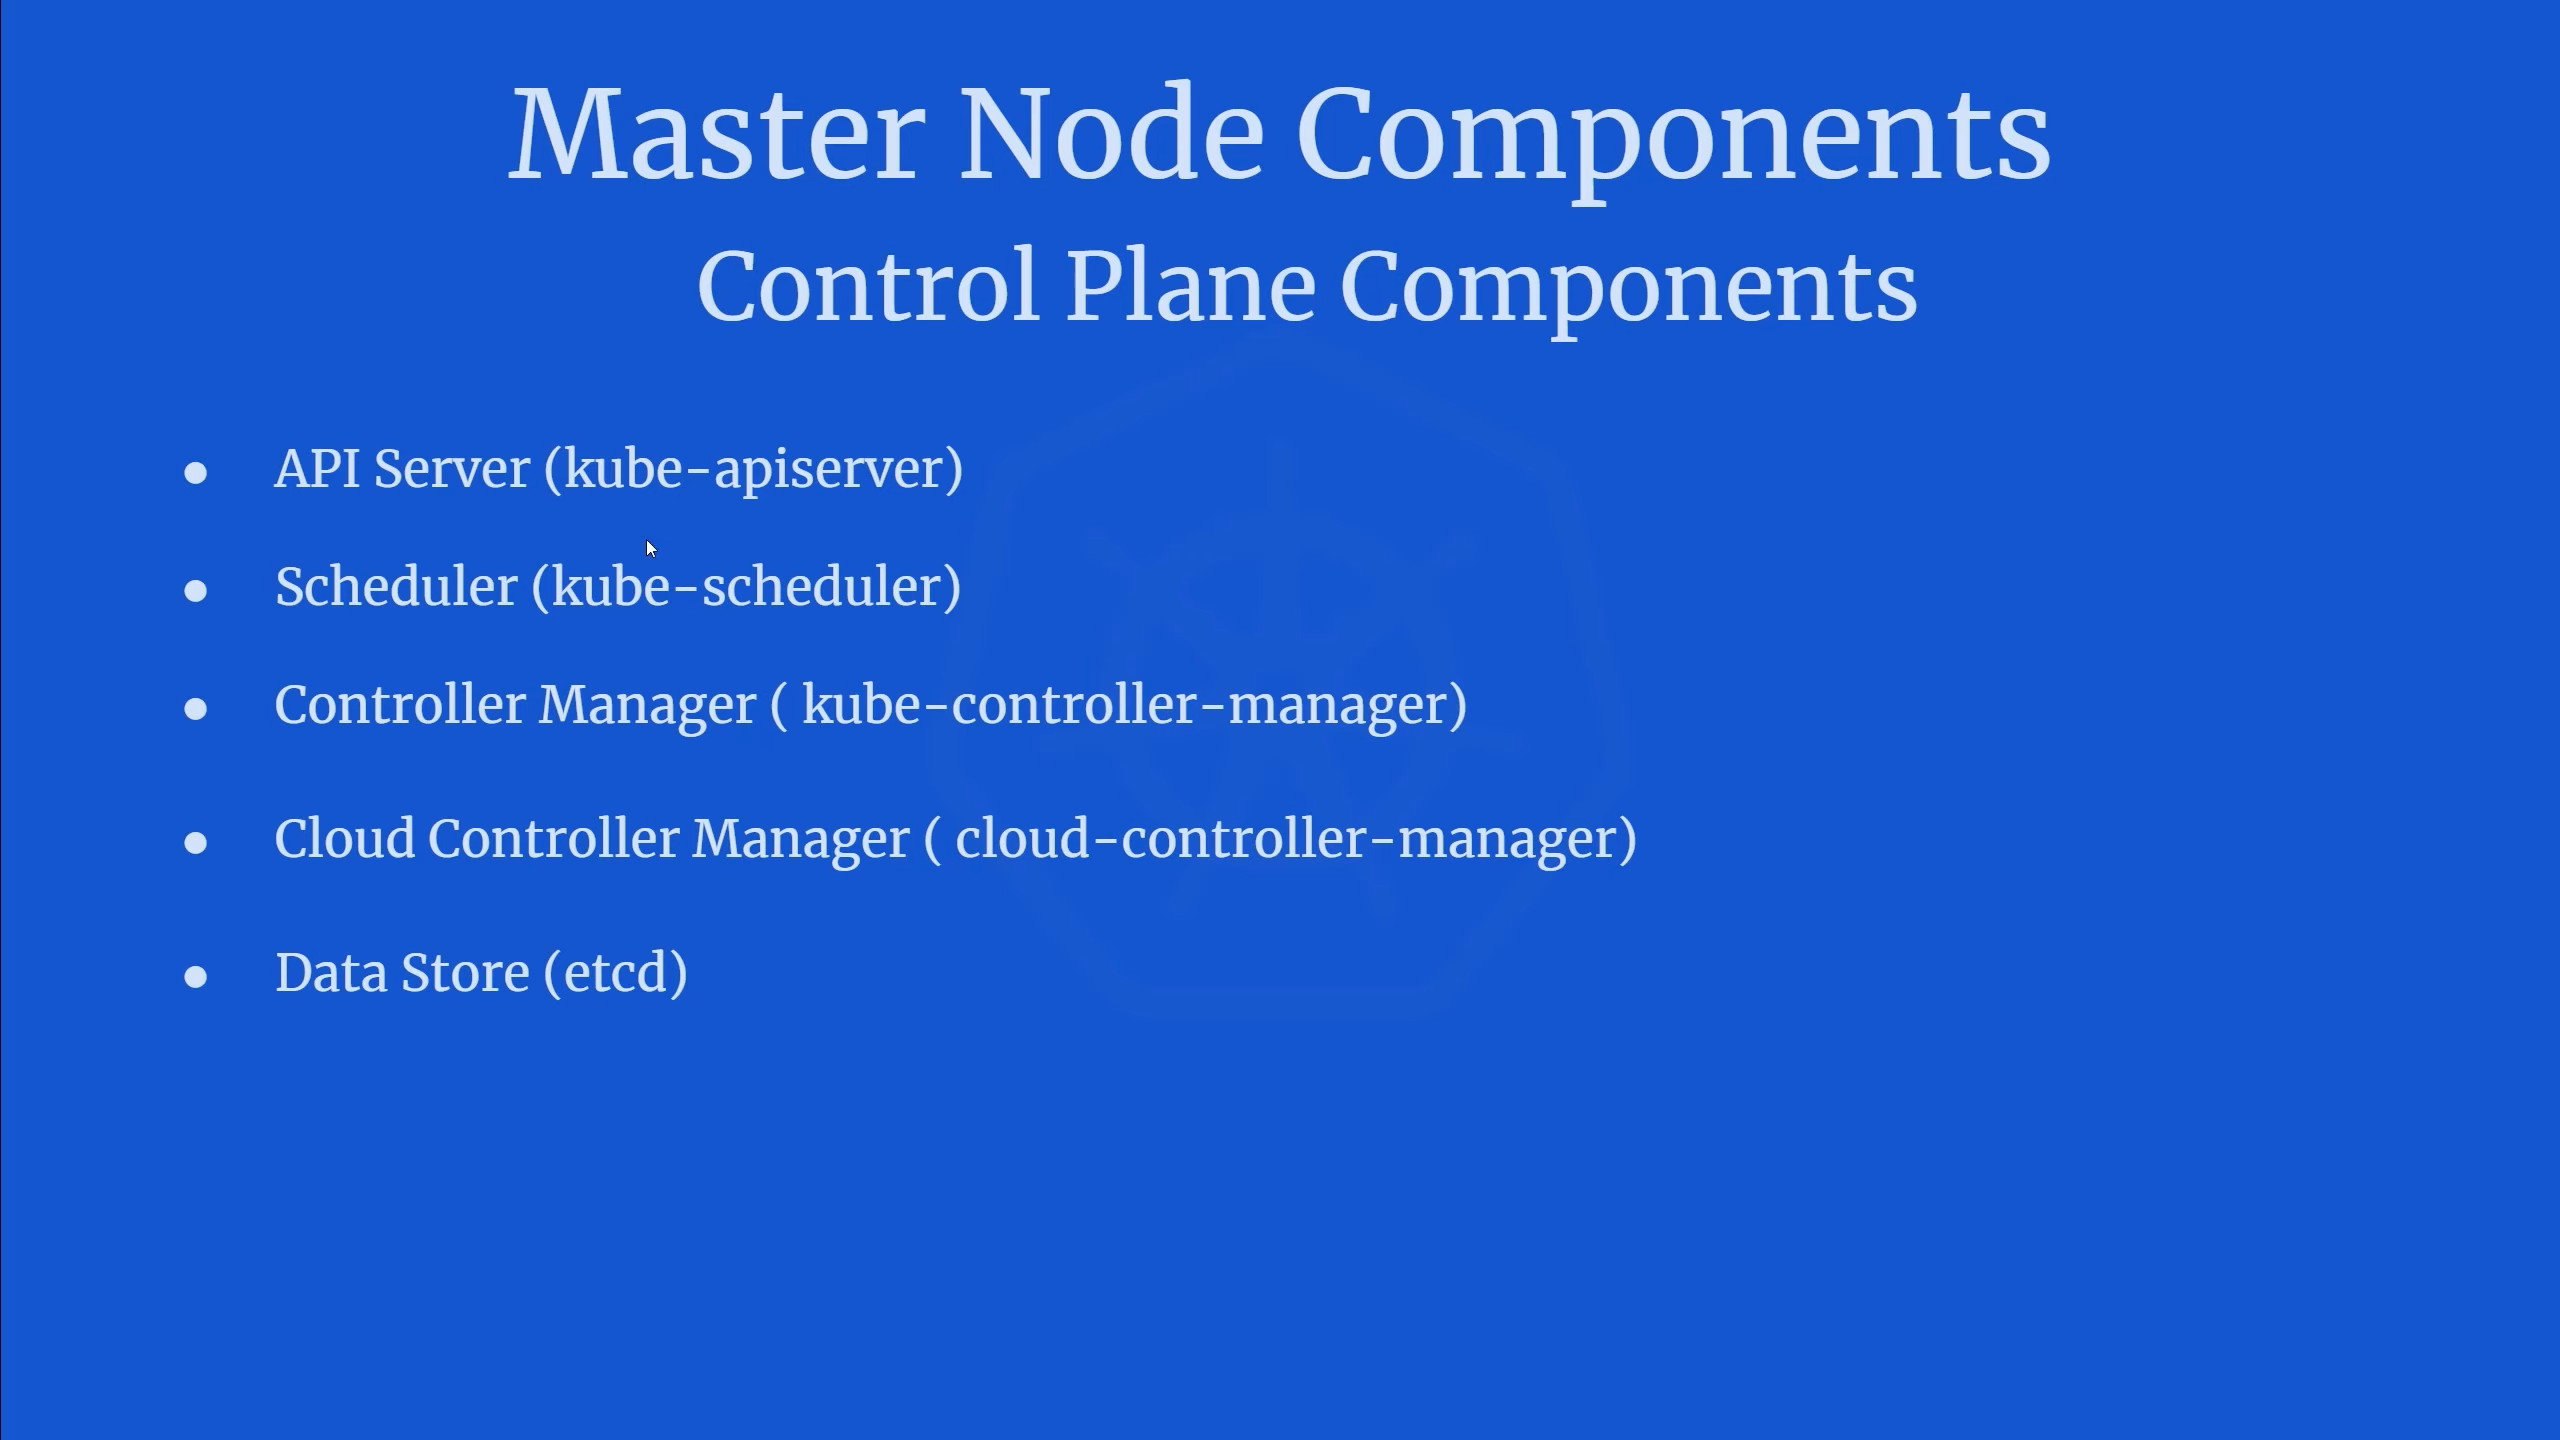 Master Node Components
Control Plane Components
● API Server (kube-apiserver)
● Scheduler (kube-scheduler)
● Controller Manager ( kube-controller-manager)
● Cloud Controller Manager ( cloud-controller-manager)
● Data Store (etcd)